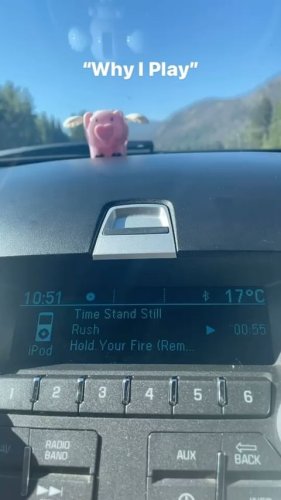 “Why I Play”
10:51 17°C
Time Stand Still
Rush 00:55
iPod Hold Your Fire (Rem...
1 2 3 4 5 6
RADIO BAND
AUX
BACK